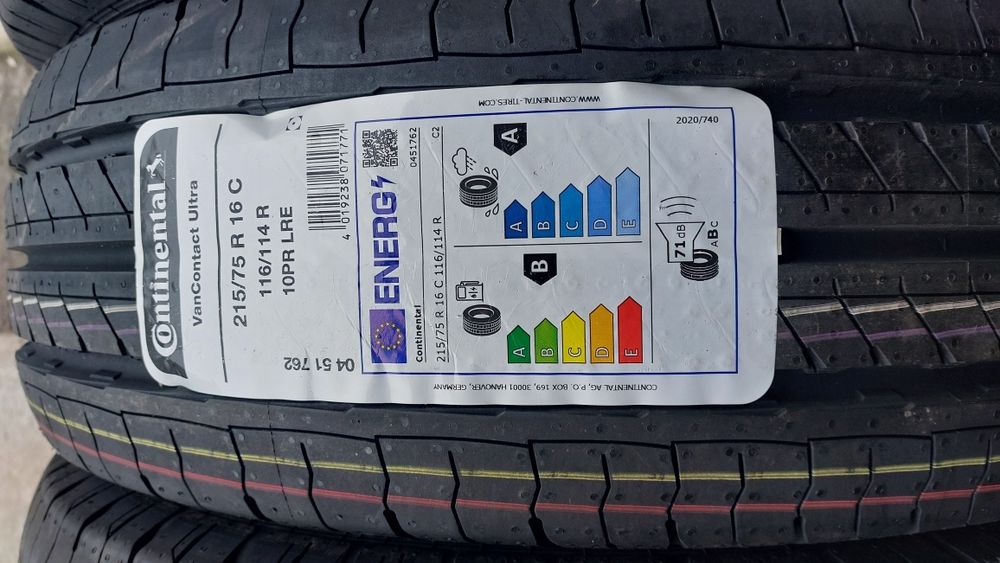 Continental
VanContact Ultra
215/75 R 16 C
116/114 R
10PR LRE
4 019238 071771
04 51 762
ENERG
0451762
Continental
215/75 R 16 C 116/114 R
C2
A
A
B
C
D
E
B
A
B
C
D
E
71 dB
ABC
2020/740
WWW.CONTINENTAL-TIRES.COM
CONTINENTAL AG, P.O. BOX 169, 30001 HANOVER, GERMANY